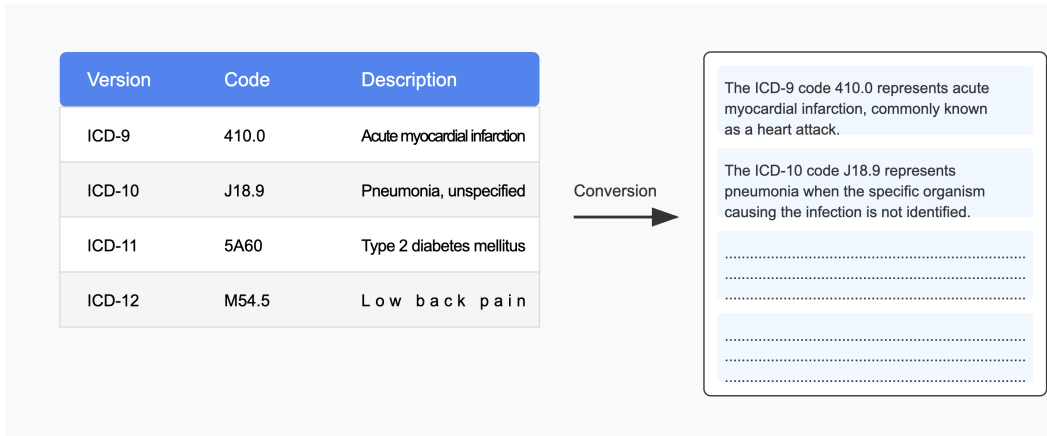 Version Code Description
ICD-9 410.0 Acute myocardial infarction
ICD-10 J18.9 Pneumonia, unspecified
ICD-11 5A60 Type 2 diabetes mellitus
ICD-12 M54.5 Low back pain
Conversion
The ICD-9 code 410.0 represents acute
myocardial infarction, commonly known
as a heart attack.
The ICD-10 code J18.9 represents
pneumonia when the specific organism
causing the infection is not identified.
................................................................................
................................................................................
................................................................................
................................................................................
................................................................................
................................................................................